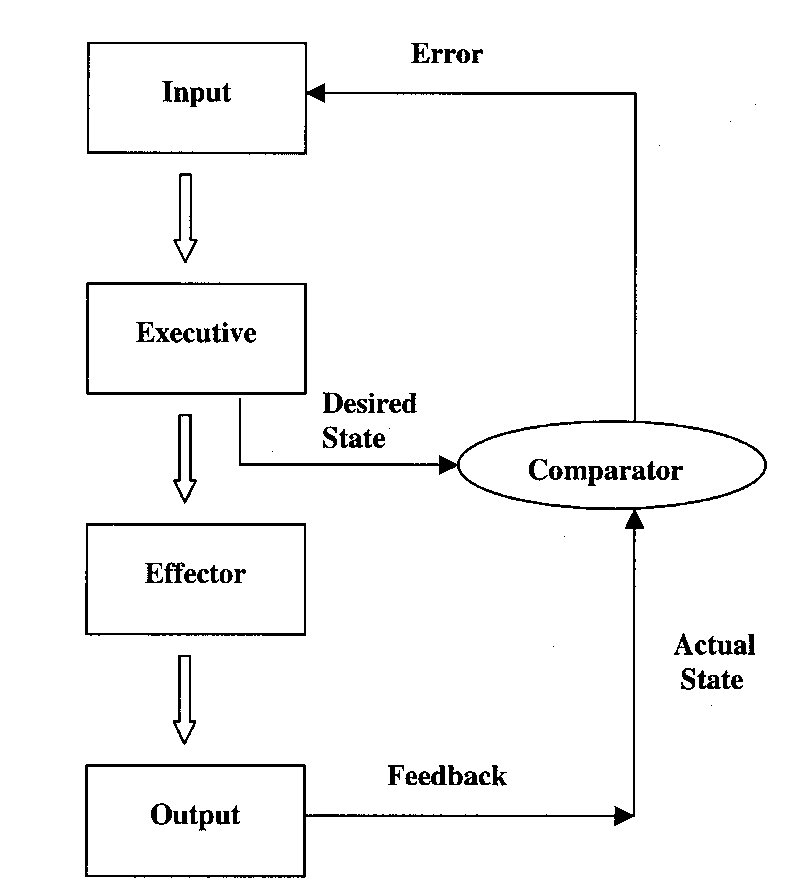 Error
Input
Executive
Desired
State
Comparator
Effector
Actual
State
Feedback
Output